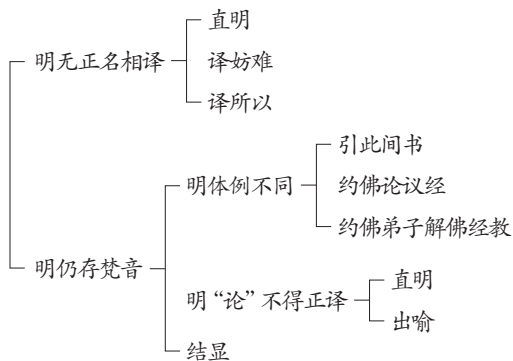 直明
明无正名相译
译妨难
译所以
引此间书
明体例不同
约佛论议经
约佛弟子解佛经教
明仍存梵音
直明
明“论”不得正译
出喻
结显